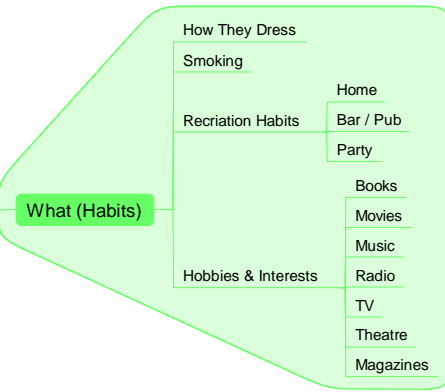 How They Dress
Smoking
Home
Recriation Habits
Bar / Pub
Party
What (Habits)
Books
Movies
Music
Hobbies & Interests
Radio
TV
Theatre
Magazines